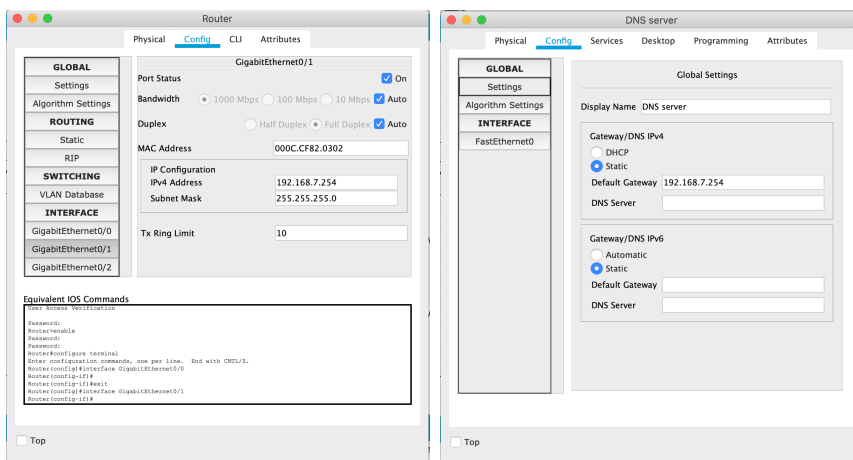 Router
Physical Config CLI Attributes
GLOBAL
Settings
Algorithm Settings
ROUTING
Static
RIP
SWITCHING
VLAN Database
INTERFACE
GigabitEthernet0/0
GigabitEthernet0/1
GigabitEthernet0/2
GigabitEthernet0/1
Port Status On
Bandwidth 1000 Mbps 100 Mbps 10 Mbps Auto
Duplex Half Duplex Full Duplex Auto
MAC Address 000C.CF82.0302
IP Configuration
IPv4 Address 192.168.7.254
Subnet Mask 255.255.255.0
Tx Ring Limit 10
Equivalent IOS Commands
User Access Verification
Password:
Router>enable
Password:
Password:
Router#configure terminal
Enter configuration commands, one per line. End with CNTL/Z.
Router(config)#interface GigabitEthernet0/0
Router(config-if)#
Router(config-if)#exit
Router(config)#interface GigabitEthernet0/1
Router(config-if)#
Top
DNS server
Physical Config Services Desktop Programming Attributes
GLOBAL
Settings
Algorithm Settings
INTERFACE
FastEthernet0
Global Settings
Display Name DNS server
Gateway/DNS IPv4
DHCP
Static
Default Gateway 192.168.7.254
DNS Server
Gateway/DNS IPv6
Automatic
Static
Default Gateway
DNS Server
Top